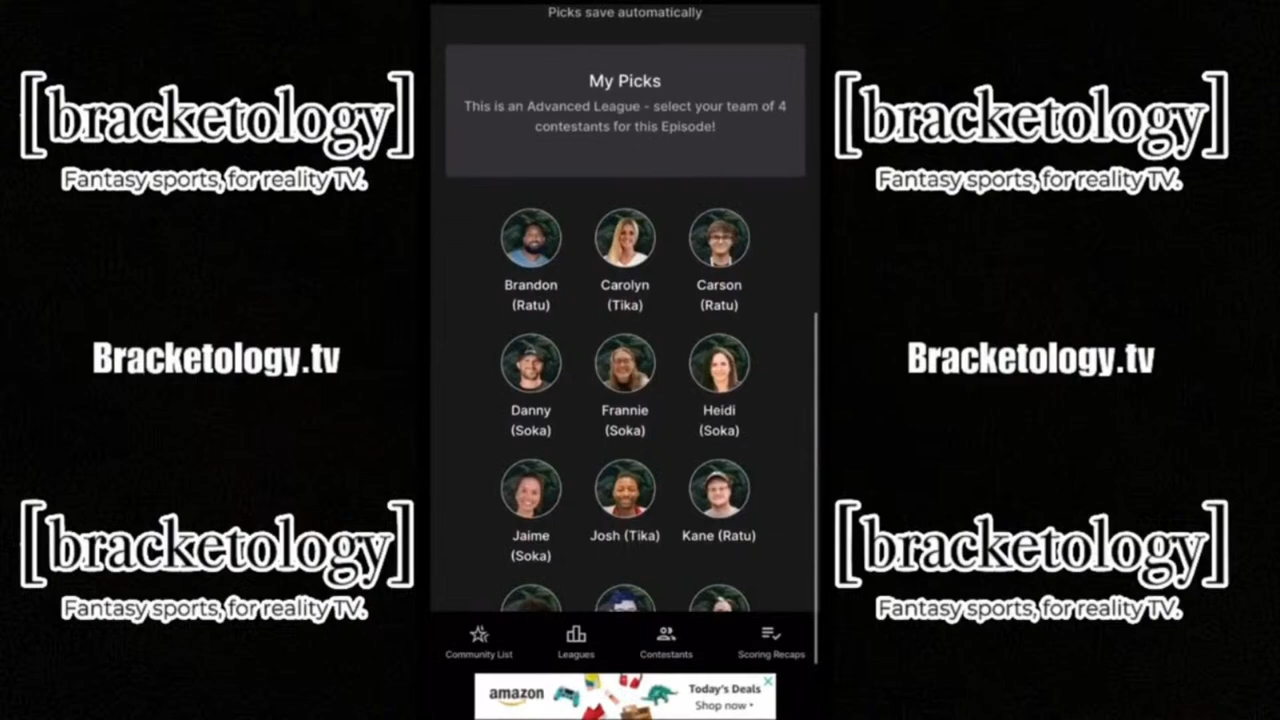 Picks save automatically
My Picks
This is an Advanced League - select your team of 4
contestants for this Episode!
[bracketology]
Fantasy sports, for reality TV.
[bracketology]
Fantasy sports, for reality TV.
Brandon
(Ratu)
Carolyn
(Tika)
Carson
(Ratu)
Bracketology.tv
Bracketology.tv
Danny
(Soka)
Frannie
(Soka)
Heidi
(Soka)
Jaime
(Soka)
Josh (Tika)
Kane (Ratu)
[bracketology]
Fantasy sports, for reality TV.
[bracketology]
Fantasy sports, for reality TV.
Community List
Leagues
Contestants
Scoring Recaps
amazon
Today's Deals
Shop now